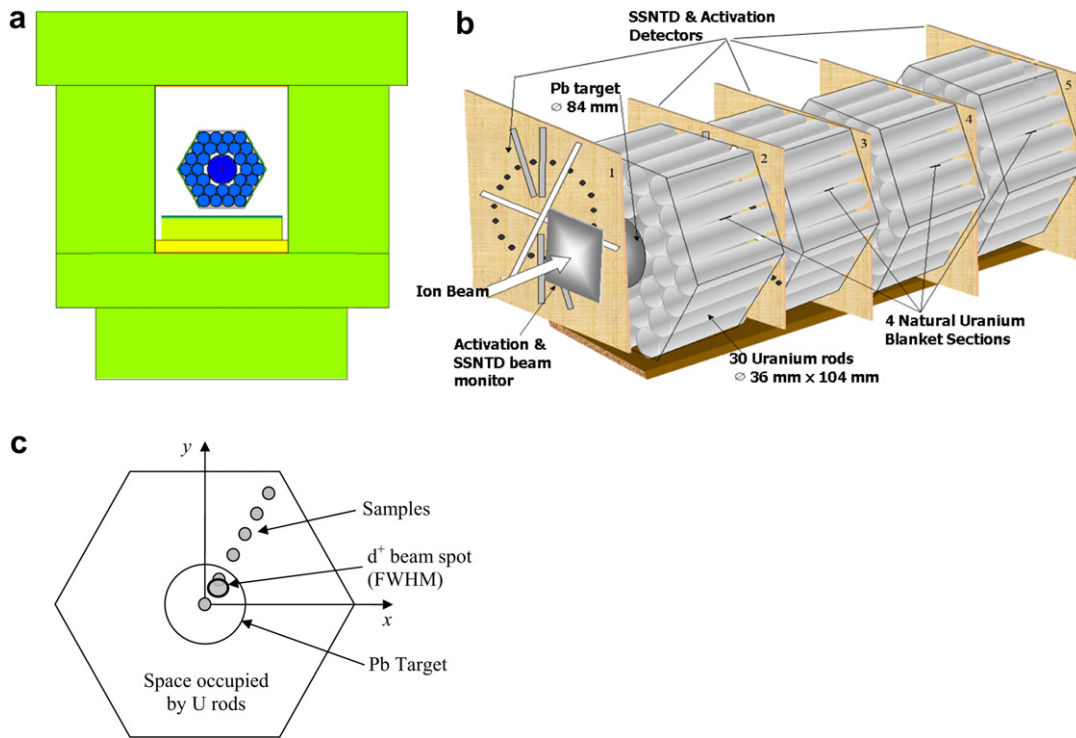 a
b
SSNTD & Activation
Detectors
Pb target
∅ 84 mm
1
2
3
4
5
Ion Beam
Activation &
SSNTD beam
monitor
30 Uranium rods
∅ 36 mm x 104 mm
4 Natural Uranium
Blanket Sections
c
y
Samples
d⁺ beam spot
(FWHM)
x
Pb Target
Space occupied
by U rods